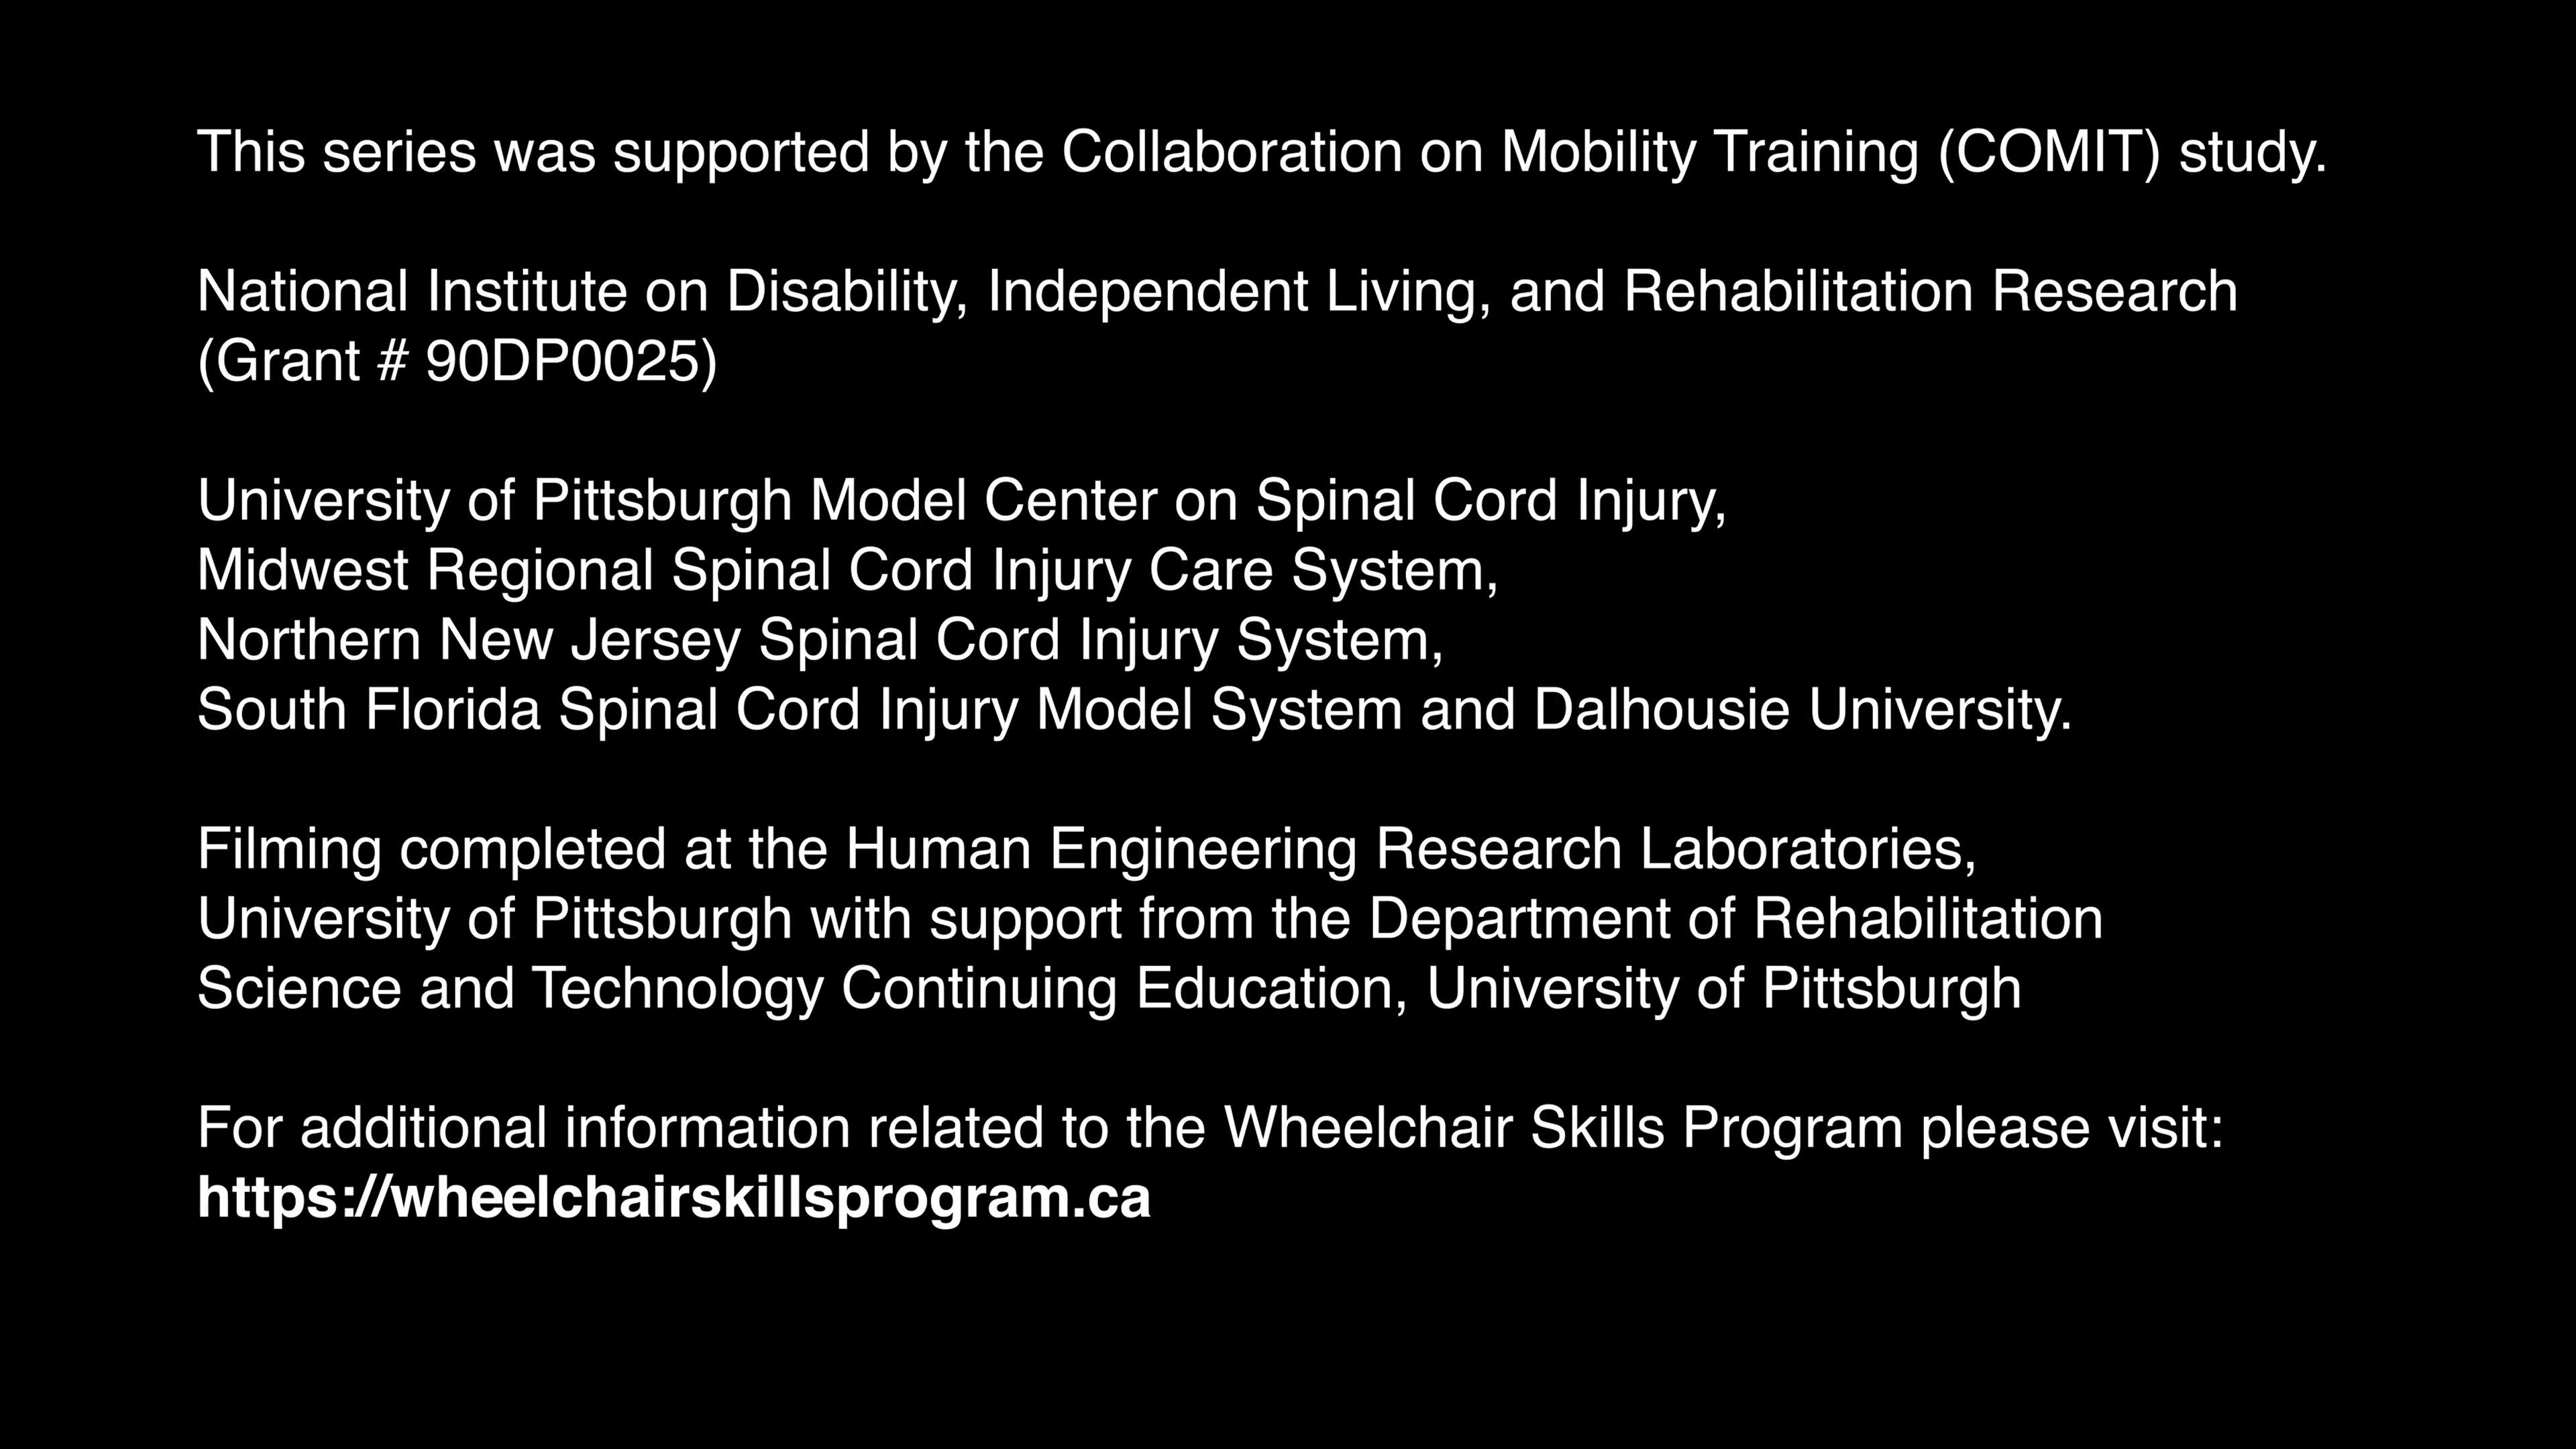 This series was supported by the Collaboration on Mobility Training (COMIT) study.
National Institute on Disability, Independent Living, and Rehabilitation Research
(Grant # 90DP0025)
University of Pittsburgh Model Center on Spinal Cord Injury,
Midwest Regional Spinal Cord Injury Care System,
Northern New Jersey Spinal Cord Injury System,
South Florida Spinal Cord Injury Model System and Dalhousie University.
Filming completed at the Human Engineering Research Laboratories,
University of Pittsburgh with support from the Department of Rehabilitation
Science and Technology Continuing Education, University of Pittsburgh
For additional information related to the Wheelchair Skills Program please visit:
https://wheelchairskillsprogram.ca